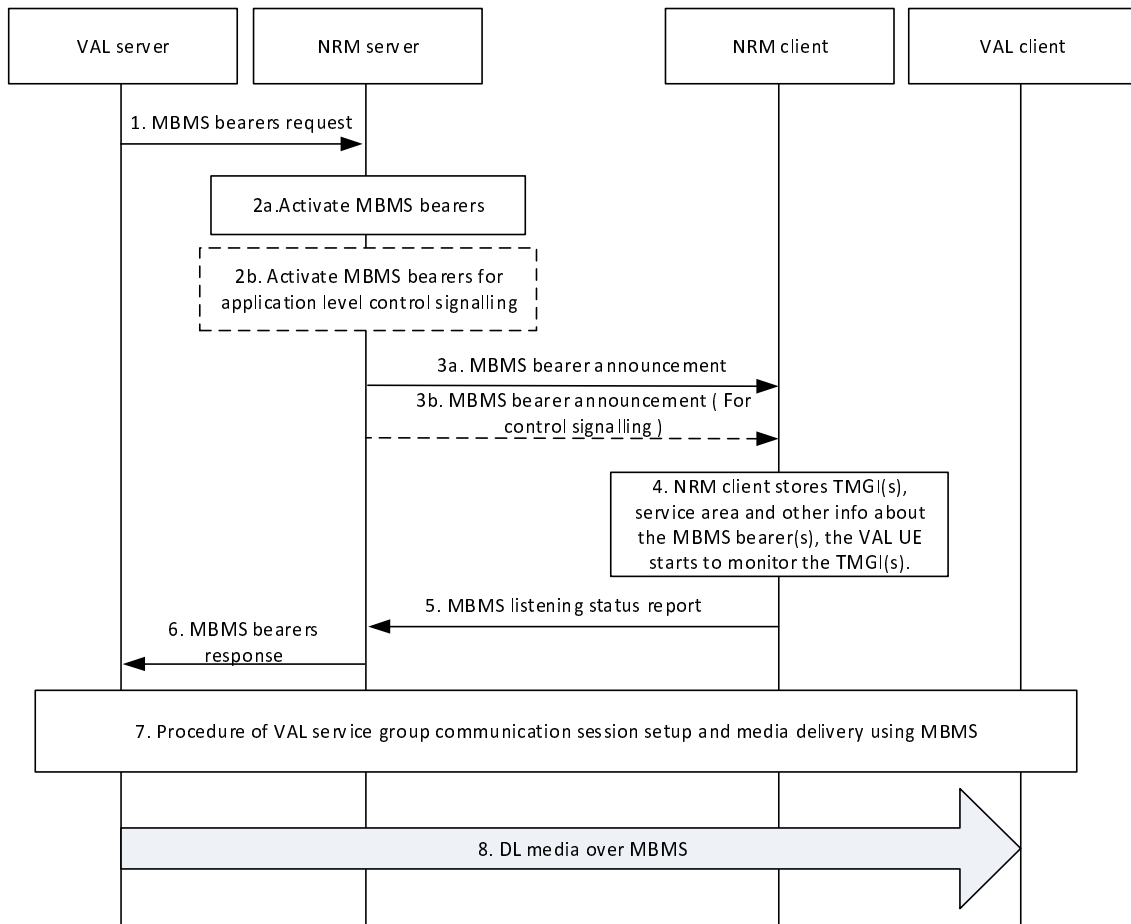 VAL server
NRM server
NRM client
VAL client
1. MBMS bearers request
2a.Activate MBMS bearers
2b. Activate MBMS bearers for
application level control signalling
3a. MBMS bearer announcement
3b. MBMS bearer announcement ( For
control signalling )
4. NRM client stores TMGI(s),
service area and other info about
the MBMS bearer(s), the VAL UE
starts to monitor the TMGI(s).
5. MBMS listening status report
6. MBMS bearers
response
7. Procedure of VAL service group communication session setup and media delivery using MBMS
8. DL media over MBMS